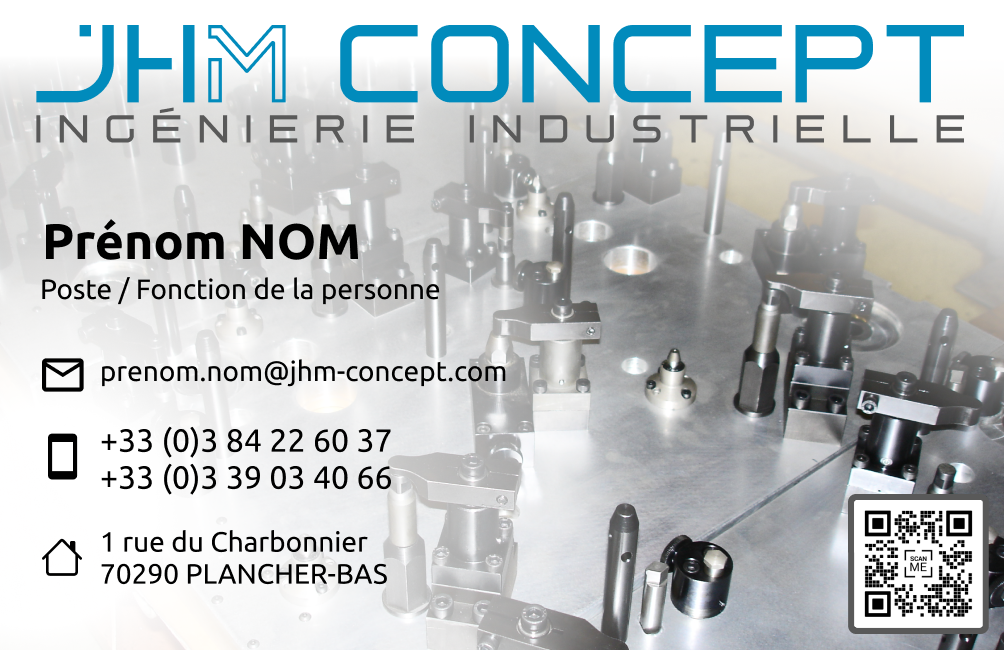 JHM CONCEPT
INGÉNIERIE INDUSTRIELLE
Prénom NOM
Poste / Fonction de la personne
prenom.nom@jhm-concept.com
+33 (0)3 84 22 60 37
+33 (0)3 39 03 40 66
1 rue du Charbonnier
70290 PLANCHER-BAS
SCAN
ME